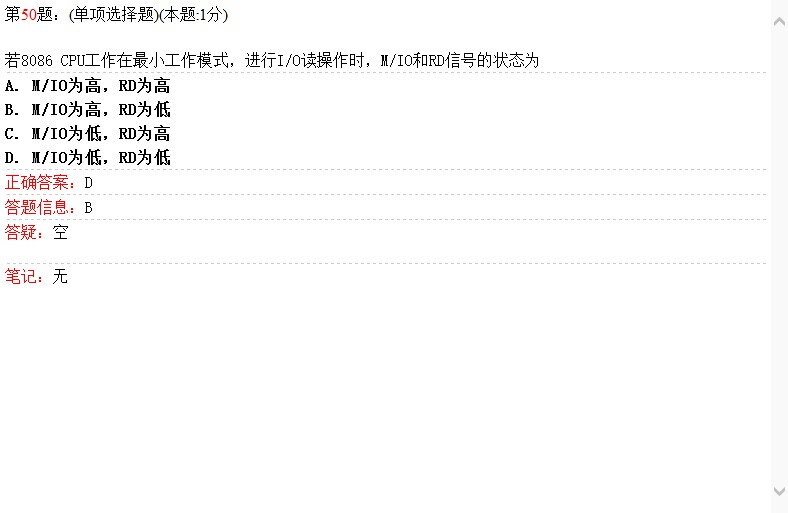 第50题：(单项选择题)(本题:1分)
若8086 CPU工作在最小工作模式，进行I/O读操作时，M/IO和RD信号的状态为
A. M/IO为高，RD为高
B. M/IO为高，RD为低
C. M/IO为低，RD为高
D. M/IO为低，RD为低
正确答案：D
答题信息：B
答疑：空
笔记：无